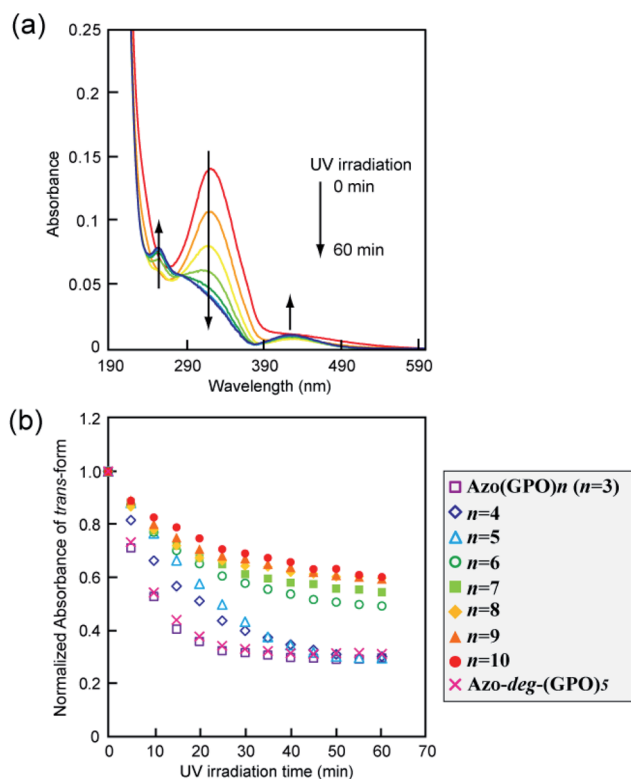 (a)
0.25
0.2
0.15
0.1
0.05
0
Absorbance
UV irradiation
0 min
60 min
190 290 390 490 590
Wavelength (nm)
(b)
1.2
1.0
0.8
0.6
0.4
0.2
Normalized Absorbance of trans-form
0 10 20 30 40 50 60 70
UV irradiation time (min)
Azo(GPO)n (n=3)
n=4
n=5
n=6
n=7
n=8
n=9
n=10
Azo-deg-(GPO)5